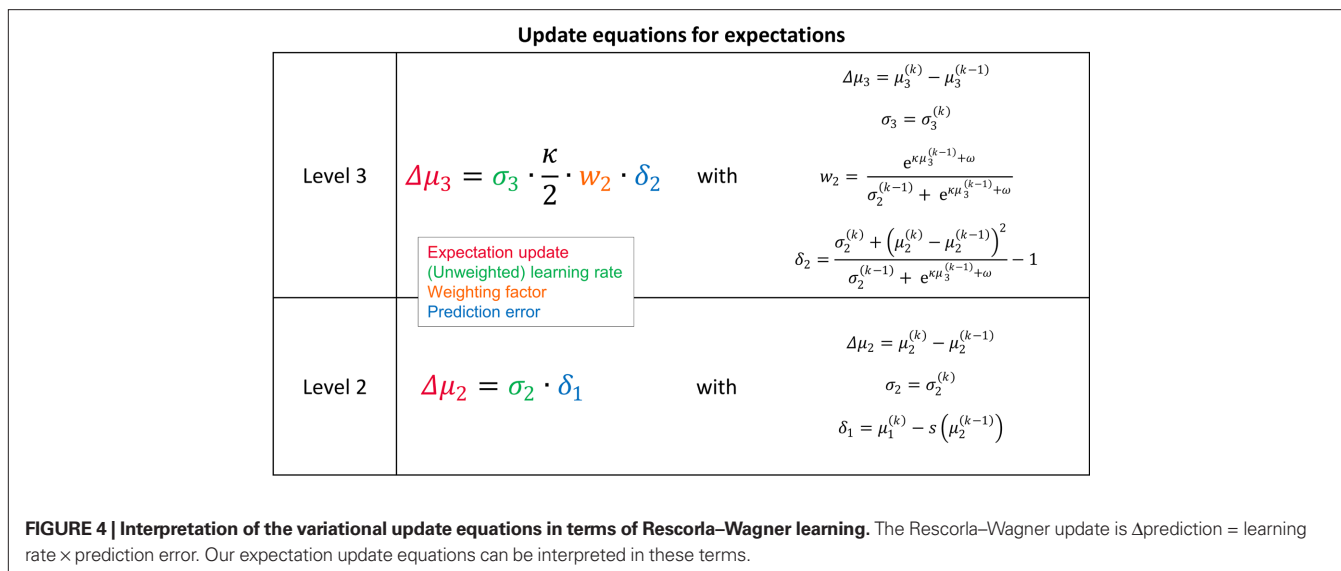 Update equations for expectations
Level 3
Δμ₃ = σ₃ · κ/2 · w₂ · δ₂
with
Δμ₃ = μ₃^(k) − μ₃^(k−1)
σ₃ = σ₃^(k)
w₂ = e^(κμ₃^(k−1)+ω) / (σ₂^(k−1) + e^(κμ₃^(k−1)+ω))
δ₂ = (σ₂^(k) + (μ₂^(k) − μ₂^(k−1))²) / (σ₂^(k−1) + e^(κμ₃^(k−1)+ω)) − 1
Expectation update
(Unweighted) learning rate
Weighting factor
Prediction error
Level 2
Δμ₂ = σ₂ · δ₁
with
Δμ₂ = μ₂^(k) − μ₂^(k−1)
σ₂ = σ₂^(k)
δ₁ = μ₁^(k) − s(μ₂^(k−1))
FIGURE 4 | Interpretation of the variational update equations in terms of Rescorla–Wagner learning. The Rescorla–Wagner update is Δprediction = learning
rate × prediction error. Our expectation update equations can be interpreted in these terms.